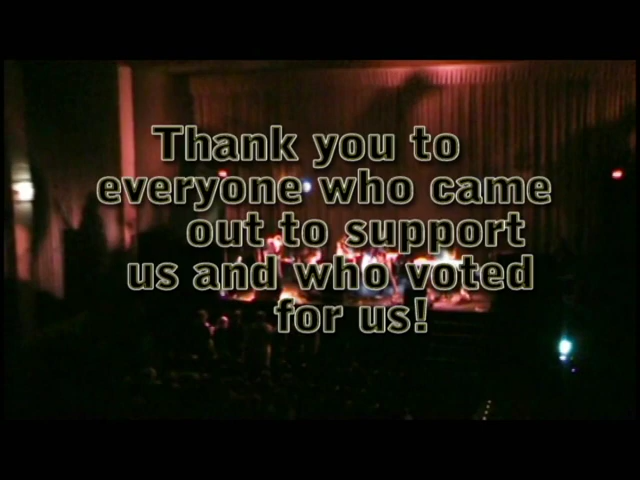 Thank you to
everyone who came
out to support
us and who voted
for us!